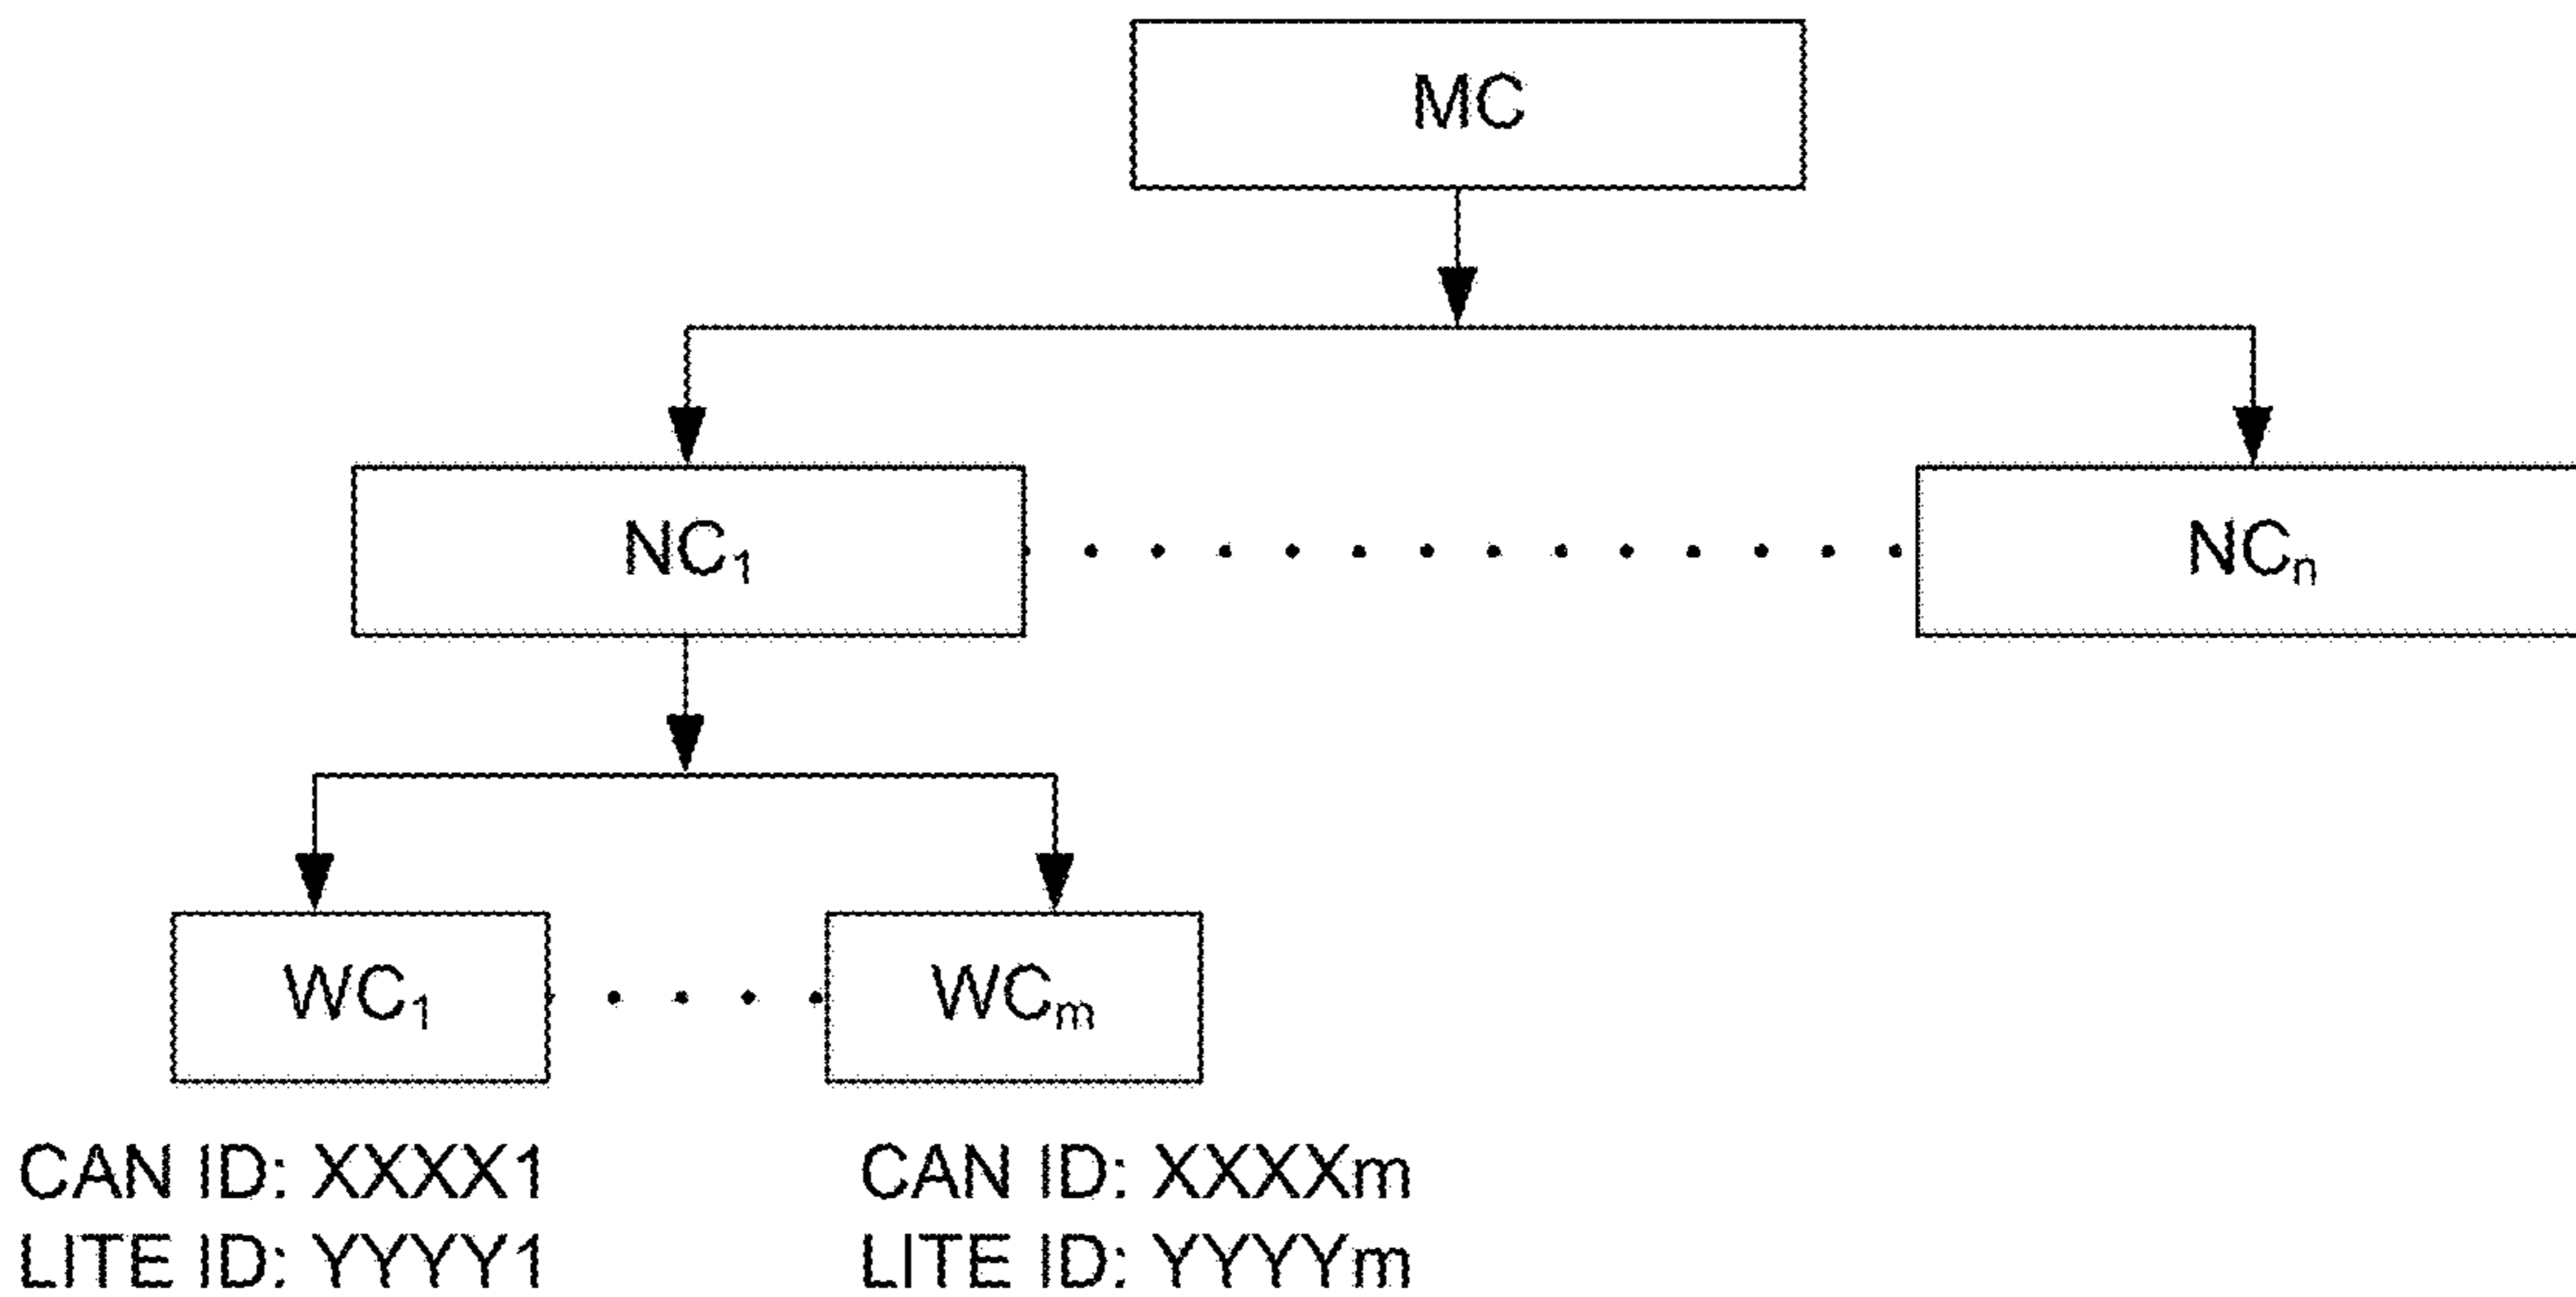 MC
NC₁
NCₙ
WC₁
WCₘ
CAN ID: XXXX1
LITE ID: YYYY1
CAN ID: XXXXm
LITE ID: YYYYm